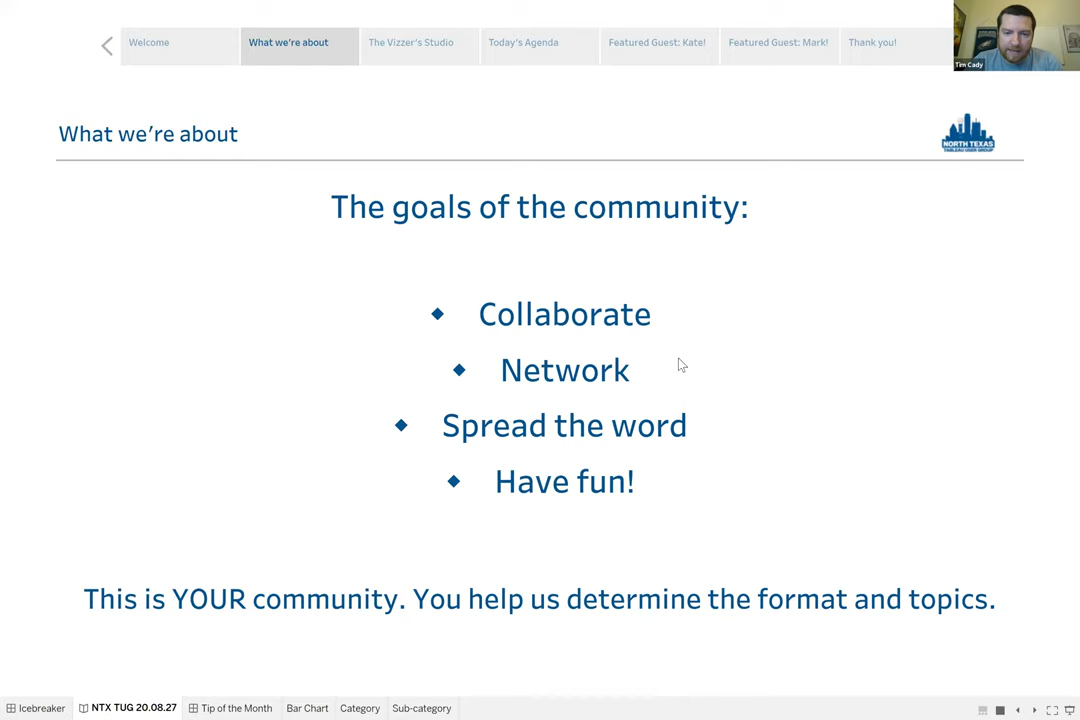 Welcome
What we're about
The Vizzer's Studio
Today's Agenda
Featured Guest: Kate!
Featured Guest: Mark!
Thank you!
Tim Cady
What we're about
NORTH TEXAS
TABLEAU USER GROUP
The goals of the community:
◆ Collaborate
◆ Network
◆ Spread the word
◆ Have fun!
This is YOUR community. You help us determine the format and topics.
Icebreaker
NTX TUG 20.08.27
Tip of the Month
Bar Chart
Category
Sub-category